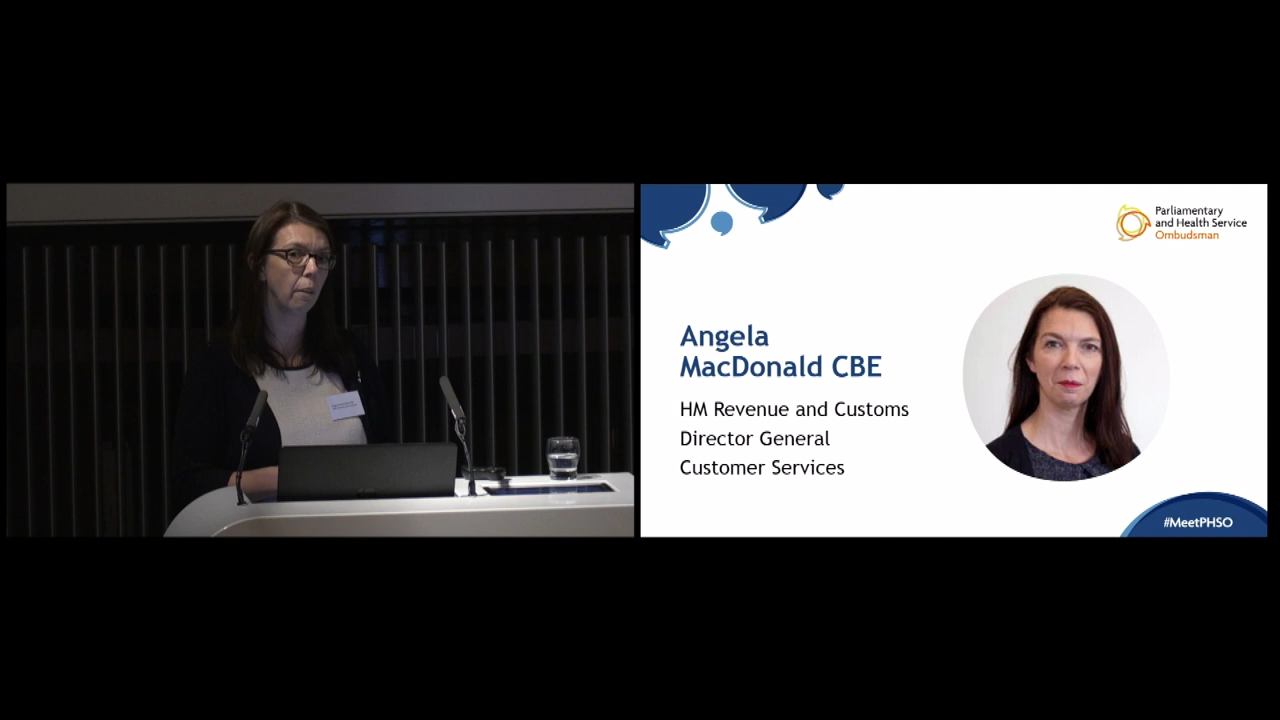 Parliamentary
and Health Service
Ombudsman
Angela
MacDonald CBE
HM Revenue and Customs
Director General
Customer Services
#MeetPHSO